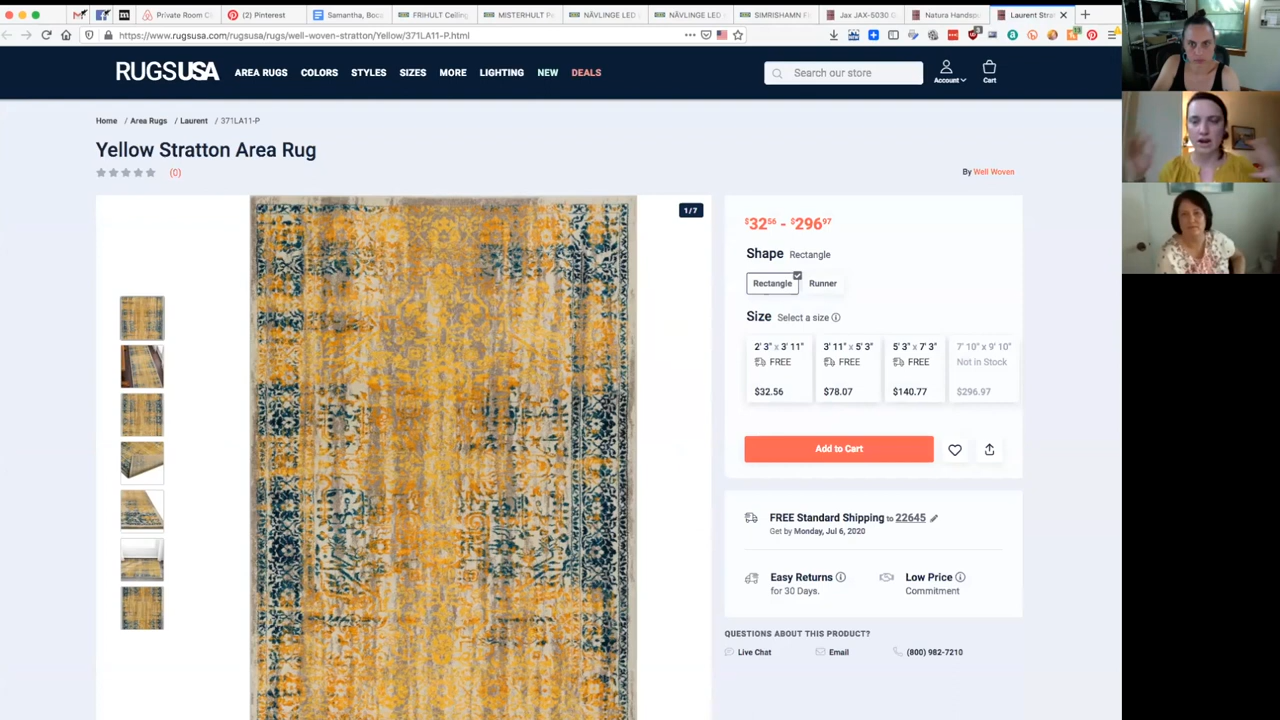 Private Room C
(2) Pinterest
Samantha, Boca
FRIHULT Ceiling
MISTERHULT Pe
NÄVLINGE LED
NÄVLINGE LED
SIMRISHAMN F
Jax JAX-5030 G
Natura Handsp
Laurent Stra
https://www.rugsusa.com/rugsusa/rugs/well-woven-stratton/Yellow/371LA11-P.html
RUGSUSA
AREA RUGS COLORS STYLES SIZES MORE LIGHTING NEW DEALS
Search our store
Account
Cart
Home / Area Rugs / Laurent / 371LA11-P
Yellow Stratton Area Rug
(0)
By Well Woven
1/7
$32.56 - $296.97
Shape Rectangle
Rectangle Runner
Size Select a size
2' 3" x 3' 11" 3' 11" x 5' 3" 5' 3" x 7' 3" 7' 10" x 9' 10"
FREE FREE FREE Not in Stock
$32.56 $78.07 $140.77 $296.97
Add to Cart
FREE Standard Shipping to 22645
Get by Monday, Jul 6, 2020
Easy Returns Low Price
for 30 Days. Commitment
QUESTIONS ABOUT THIS PRODUCT?
Live Chat Email (800) 982-7210